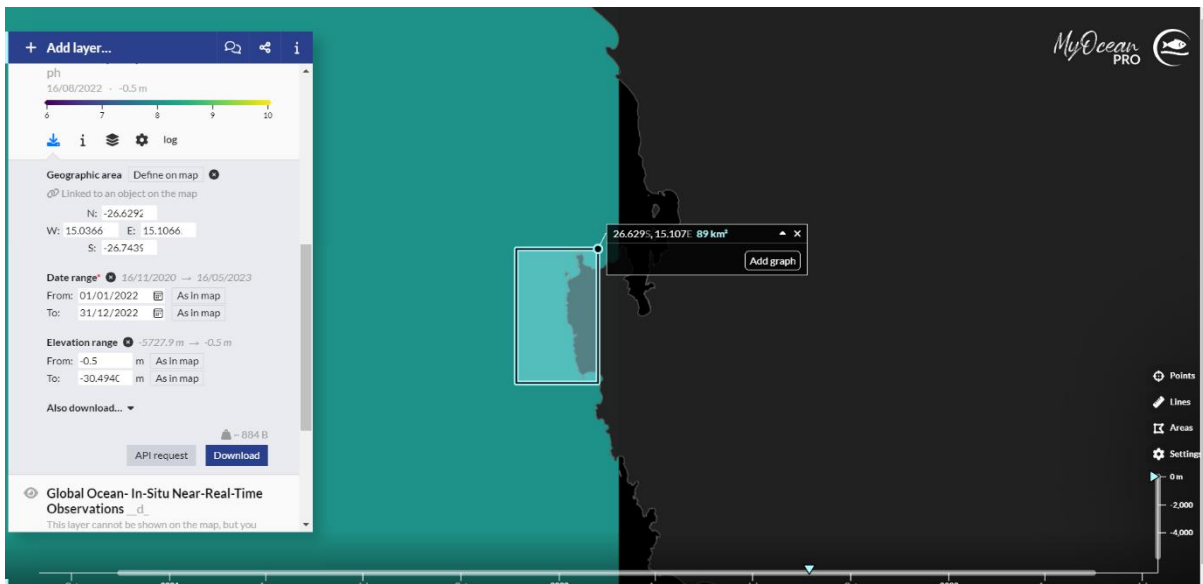 + Add layer... i
ph
16/08/2022 - -0.5 m
6 7 8 9 10
i log
Geographic area Define on map
Linked to an object on the map
N: -26.6292
W: 15.0366 E: 15.1066
S: -26.7439
Date range* 16/11/2020 → 16/05/2023
From: 01/01/2022 As in map
To: 31/12/2022 As in map
Elevation range -5727.9 m → -0.5 m
From: -0.5 m As in map
To: -30.494 m As in map
Also download...
~ 884 B
API request Download
Global Ocean- In-Situ Near-Real-Time
Observations _d_
This layer cannot be shown on the map, but you
26.629S, 15.107E 89 km²
Add graph
MyOcean
PRO
Points
Lines
Areas
Settings
0 m
-2,000
-4,000